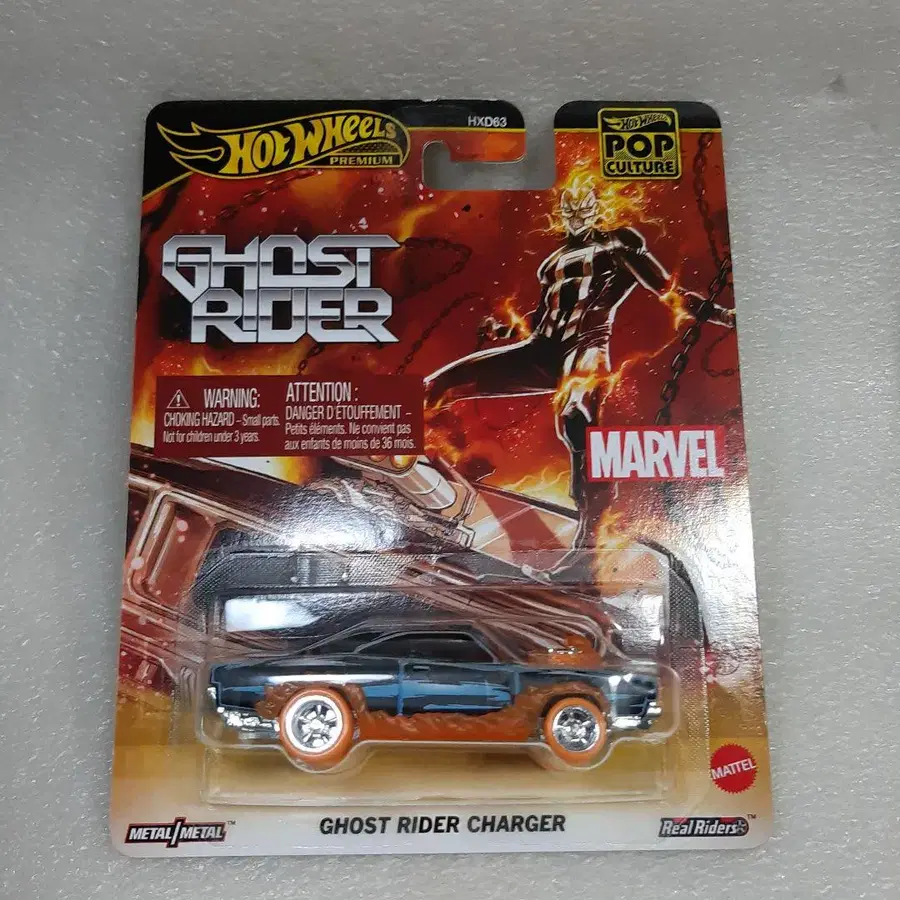 HOT WHEELS
PREMIUM
HXD63
HOT WHEELS
POP
CULTURE
GHOST
RIDER
WARNING:
CHOKING HAZARD – Small parts.
Not for children under 3 years.
ATTENTION :
DANGER D'ÉTOUFFEMENT –
Petits éléments. Ne convient pas
aux enfants de moins de 36 mois.
MARVEL
MATTEL
METAL/METAL™
GHOST RIDER CHARGER
Real Riders™